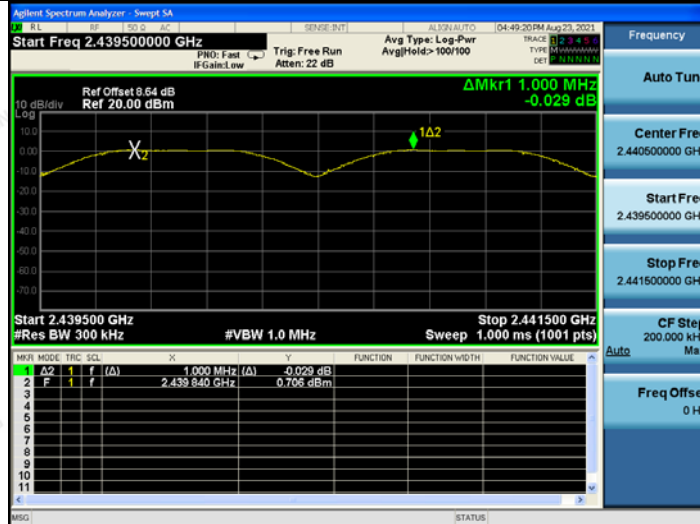 Agilent Spectrum Analyzer - Swept SA
RL RF 50 Ω AC SENSE:INT ALIGNAUTO 04:49:20 PM Aug 23, 2021
Start Freq 2.439500000 GHz
PNO: Fast
IFGain:Low
Trig: Free Run
Atten: 22 dB
Avg Type: Log-Pwr
Avg|Hold:> 100/100
TRACE 1 2 3 4 5 6
TYPE M
DET P N N N N N
Ref Offset 8.64 dB
Ref 20.00 dBm
10 dB/div
Log
ΔMkr1 1.000 MHz
-0.029 dB
10.0
0.00
-10.0
-20.0
-30.0
-40.0
-50.0
-60.0
-70.0
X2
1Δ2
Start 2.439500 GHz Stop 2.441500 GHz
#Res BW 300 kHz #VBW 1.0 MHz Sweep 1.000 ms (1001 pts)
MKR MODE TRC SCL X Y FUNCTION FUNCTION WIDTH FUNCTION VALUE
1 Δ2 1 f (Δ) 1.000 MHz (Δ) -0.029 dB
2 F 1 f 2.439 840 GHz 0.706 dBm
3
4
5
6
7
8
9
10
11
MSG STATUS
Frequency
Auto Tun
Center Fre
2.440500000 GH
Start Fre
2.439500000 GH
Stop Fre
2.441500000 GH
CF Step
200.000 kH
Auto Ma
Freq Offse
0 H